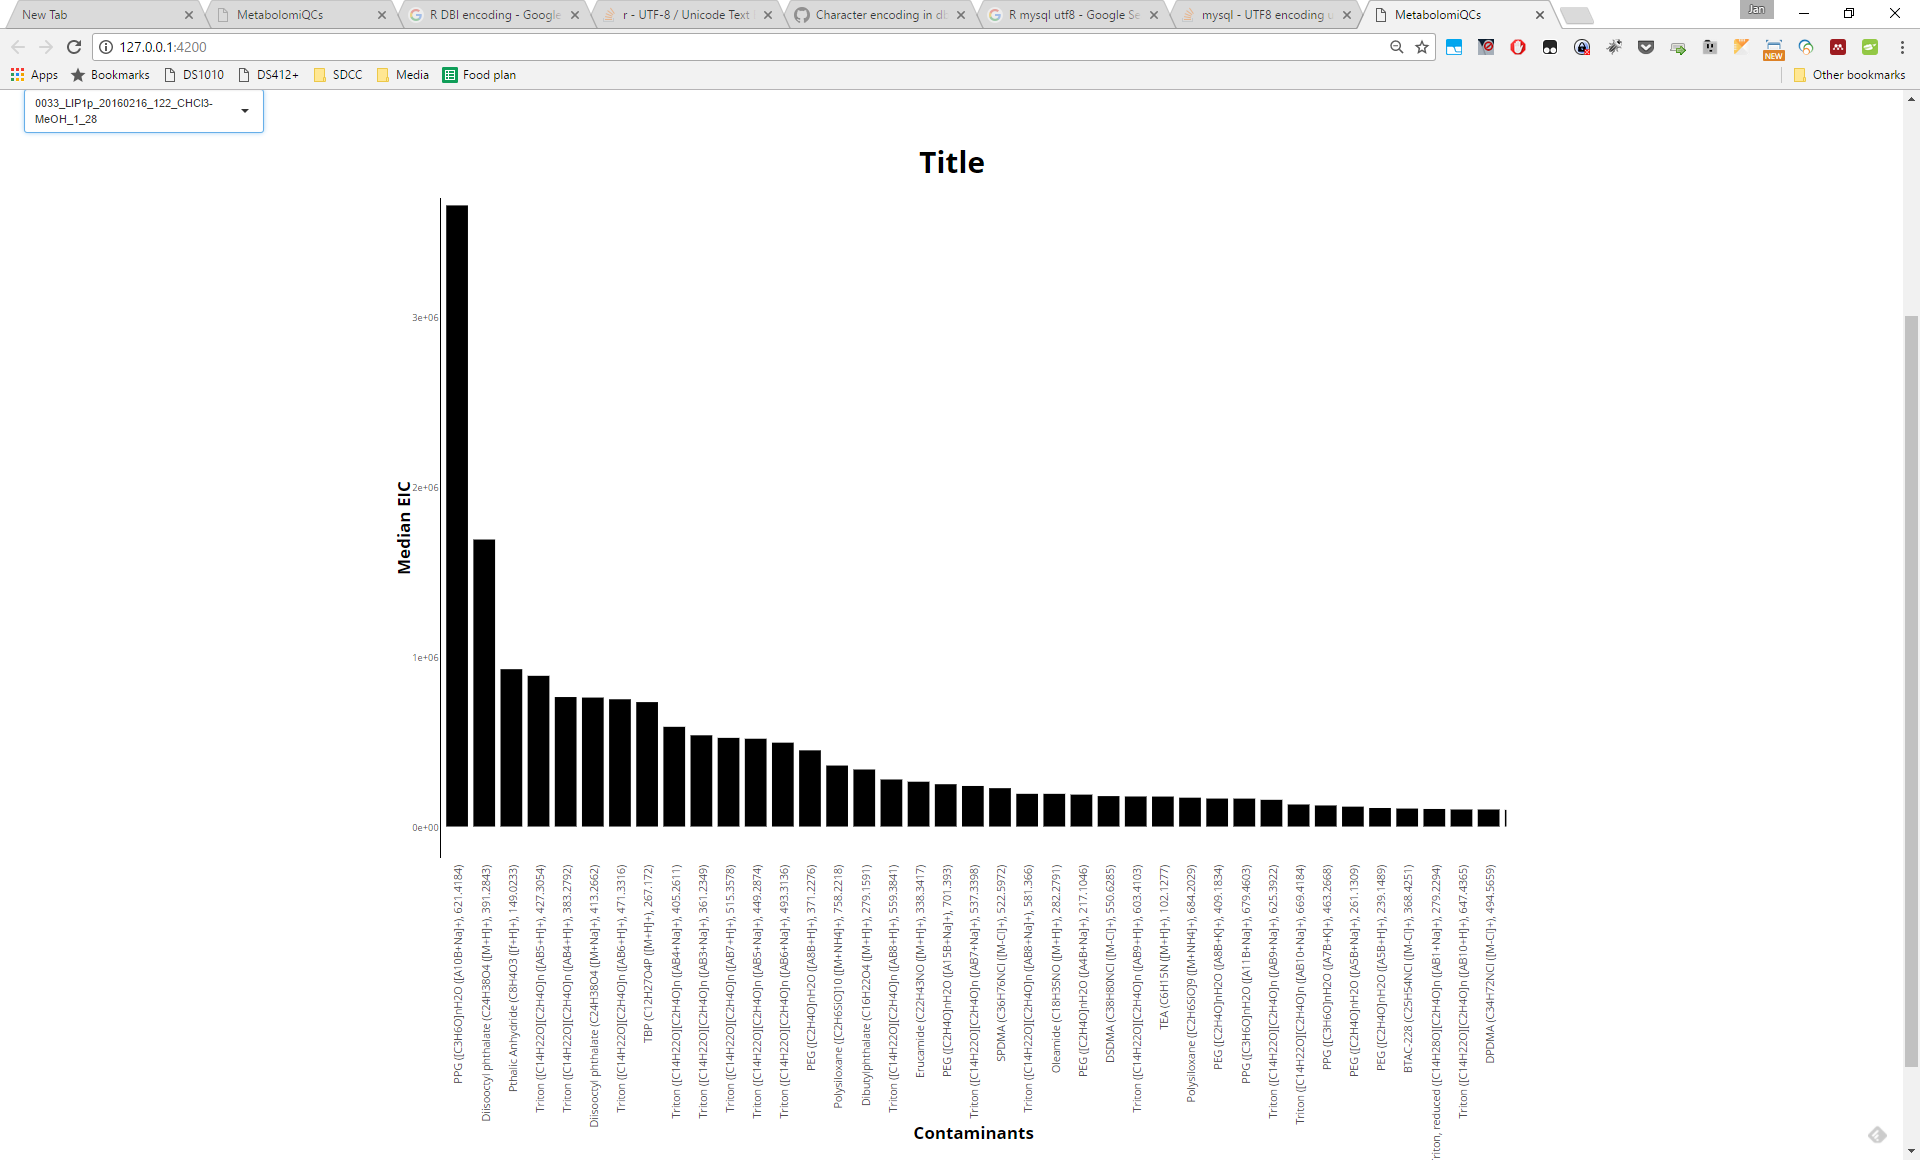 New Tab
MetabolomiQCs
R DBI encoding - Google
r - UTF-8 / Unicode Text
Character encoding in db
R mysql utf8 - Google Se
mysql - UTF8 encoding
MetabolomiQCs
Jan
127.0.0.1:4200
NEW
Apps
Bookmarks
DS1010
DS412+
SDCC
Media
Food plan
Other bookmarks
0033_LIP1p_20160216_122_CHCl3-
MeOH_1_28
Title
Median EIC
3e+06
2e+06
1e+06
0e+00
PPG ([C3H6O]nH2O ([A10B+Na]+), 621.4184)
Diisooctyl phthalate (C24H38O4 ([M+H]+), 391.2843)
Pthalic Anhydride (C8H4O3 ([f+H]+), 149.0233)
Triton ([C14H22O][C2H4O]n ([AB5+H]+), 427.3054)
Triton ([C14H22O][C2H4O]n ([AB4+H]+), 383.2792)
Diisooctyl phthalate (C24H38O4 ([M+Na]+), 413.2662)
Triton ([C14H22O][C2H4O]n ([AB6+H]+), 471.3316)
TBP (C12H27O4P ([M+H]+), 267.172)
Triton ([C14H22O][C2H4O]n ([AB4+Na]+), 405.2611)
Triton ([C14H22O][C2H4O]n ([AB3+Na]+), 361.2349)
Triton ([C14H22O][C2H4O]n ([AB7+H]+), 515.3578)
Triton ([C14H22O][C2H4O]n ([AB5+Na]+), 449.2874)
Triton ([C14H22O][C2H4O]n ([AB6+Na]+), 493.3136)
PEG ([C2H4O]nH2O ([A8B+H]+), 371.2276)
Polysiloxane ([C2H6SiO]10 ([M+NH4]+), 758.2218)
Dibutylphthalate (C16H22O4 ([M+H]+), 279.1591)
Triton ([C14H22O][C2H4O]n ([AB8+H]+), 559.3841)
Erucamide (C22H43NO ([M+H]+), 338.3417)
PEG ([C2H4O]nH2O ([A15B+Na]+), 701.393)
Triton ([C14H22O][C2H4O]n ([AB7+Na]+), 537.3398)
SPDMA (C36H76NCl ([M-Cl]+), 522.5972)
Triton ([C14H22O][C2H4O]n ([AB8+Na]+), 581.366)
Oleamide (C18H35NO ([M+H]+), 282.2791)
PEG ([C2H4O]nH2O ([A4B+Na]+), 217.1046)
DSDMA (C38H80NCl ([M-Cl]+), 550.6285)
Triton ([C14H22O][C2H4O]n ([AB9+H]+), 603.4103)
TEA (C6H15N ([M+H]+), 102.1277)
Polysiloxane ([C2H6SiO]9 ([M+NH4]+), 684.2029)
PEG ([C2H4O]nH2O ([A8B+K]+), 409.1834)
PPG ([C3H6O]nH2O ([A11B+Na]+), 679.4603)
Triton ([C14H22O][C2H4O]n ([AB9+Na]+), 625.3922)
Triton ([C14H22O][C2H4O]n ([AB10+Na]+), 669.4184)
PPG ([C3H6O]nH2O ([A7B+K]+), 463.2668)
PEG ([C2H4O]nH2O ([A5B+Na]+), 261.1309)
PEG ([C2H4O]nH2O ([A5B+H]+), 239.1489)
BTAC-228 (C25H54NCl ([M-Cl]+), 368.4251)
riton, reduced ([C14H28O][C2H4O]n ([AB1+Na]+), 279.2294)
Triton ([C14H22O][C2H4O]n ([AB10+H]+), 647.4365)
DPDMA (C34H72NCl ([M-Cl]+), 494.5659)
Contaminants